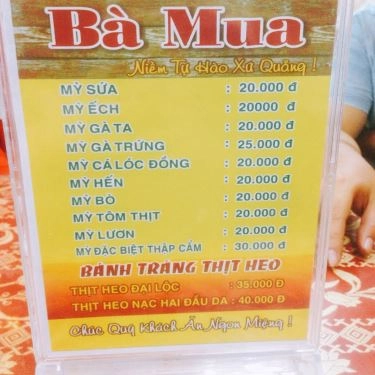 Bà Mua
Niềm Tự Hào Xứ Quảng !
MỲ SỨA : 20.000 đ
MỲ ẾCH : 20000 đ
MỲ GÀ TA : 20.000 đ
MỲ GÀ TRỨNG : 25.000 đ
MỲ CÁ LÓC ĐỒNG : 20.000 đ
MỲ HẾN : 20.000 đ
MỲ BÒ : 20.000 đ
MỲ TÔM THỊT : 20.000 đ
MỲ LƯƠN : 20.000 đ
MỲ ĐẶC BIỆT THẬP CẨM : 30.000 đ
BÁNH TRÁNG THỊT HEO
THỊT HEO ĐẠI LỘC : 35.000 Đ
THỊT HEO NẠC HAI ĐẦU DA : 40.000 Đ
Chúc Quý Khách Ăn Ngon Miệng !